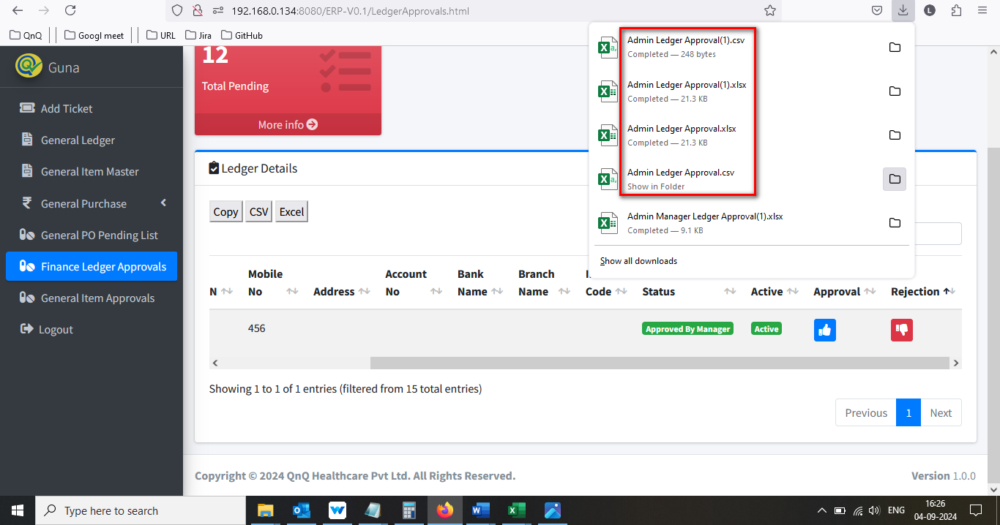 192.168.0.134:8080/ERP-V0.1/LedgerApprovals.html
L
QnQ
Googl meet
URL
Jira
GitHub
Guna
Add Ticket
General Ledger
General Item Master
General Purchase
General PO Pending List
Finance Ledger Approvals
General Item Approvals
Logout
12
Total Pending
More info
Admin Ledger Approval(1).csv
Completed — 248 bytes
Admin Ledger Approval(1).xlsx
Completed — 21.3 KB
Admin Ledger Approval.xlsx
Completed — 21.3 KB
Admin Ledger Approval.csv
Show in Folder
Admin Manager Ledger Approval(1).xlsx
Completed — 9.1 KB
Show all downloads
Ledger Details
Copy CSV Excel
N
Mobile No
Address
Account No
Bank Name
Branch Name
Code
Status
Active
Approval
Rejection
456
Approved By Manager
Active
Showing 1 to 1 of 1 entries (filtered from 15 total entries)
Previous 1 Next
Copyright © 2024 QnQ Healthcare Pvt Ltd. All Rights Reserved.
Version 1.0.0
Type here to search
ENG
16:26
04-09-2024